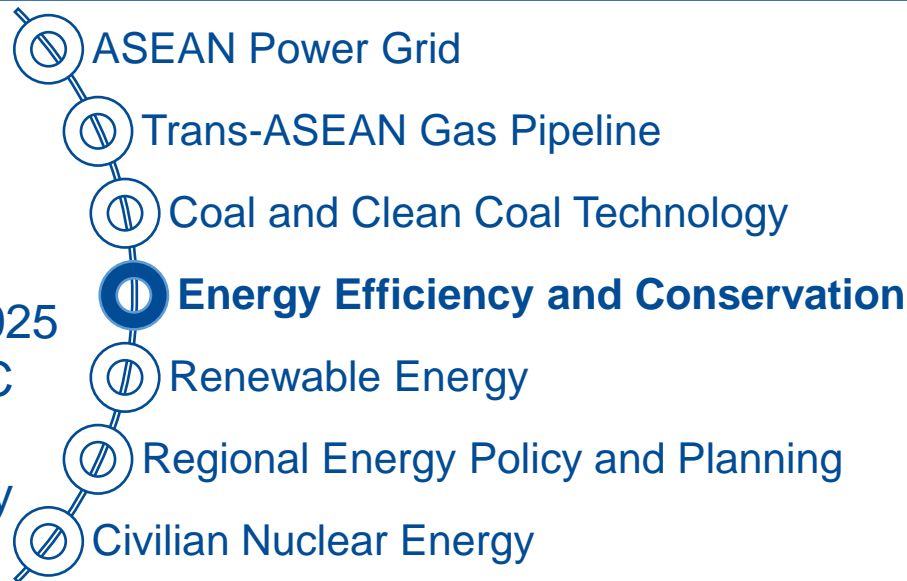 ASEAN Power Grid
Trans-ASEAN Gas Pipeline
Coal and Clean Coal Technology
Energy Efficiency and Conservation
Renewable Energy
Regional Energy Policy and Planning
Civilian Nuclear Energy